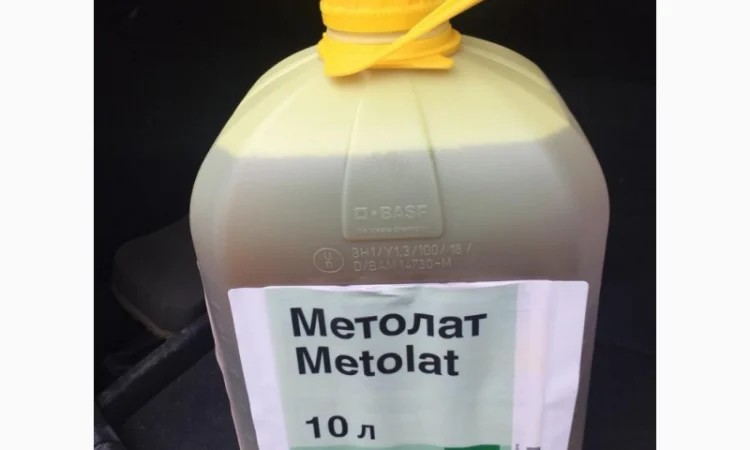 BASF
3H1/Y1.3/100/18/
D/BAM 14730-M
Метолат
Metolat
10 л